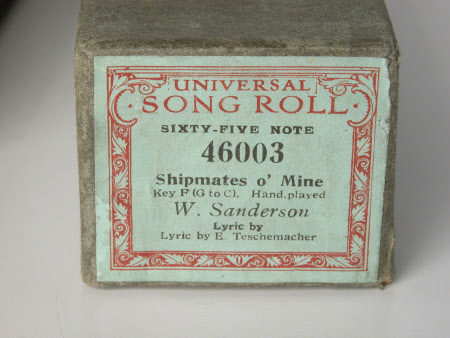 UNIVERSAL
SONG ROLL
SIXTY-FIVE NOTE
46003
Shipmates o' Mine
Key F (G to C). Hand.played
W. Sanderson
Lyric by
Lyric by E. Teschemacher